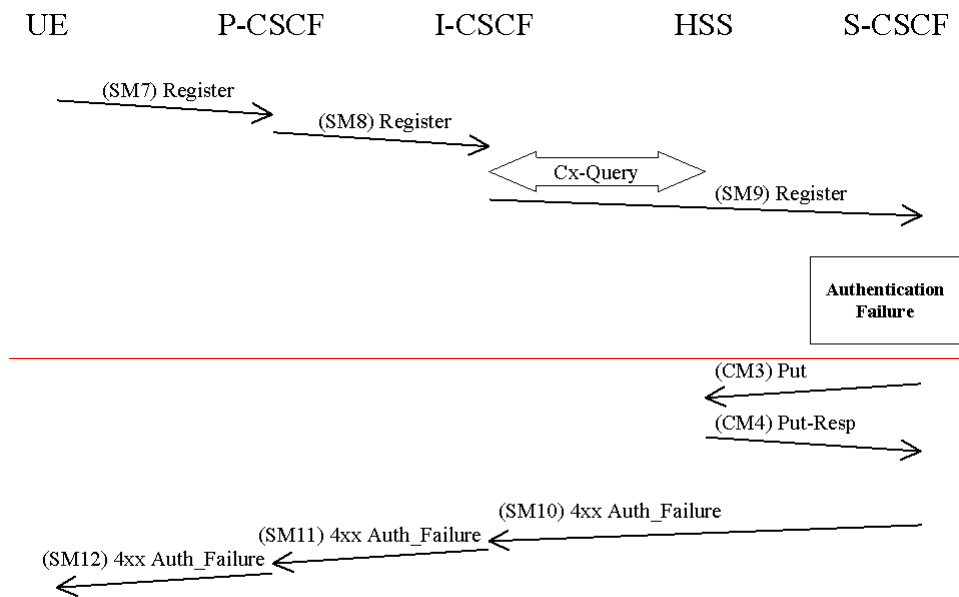 UE P-CSCF I-CSCF HSS S-CSCF
(SM7) Register
(SM8) Register
Cx-Query
(SM9) Register
Authentication
Failure
(CM3) Put
(CM4) Put-Resp
(SM10) 4xx Auth_Failure
(SM11) 4xx Auth_Failure
(SM12) 4xx Auth_Failure